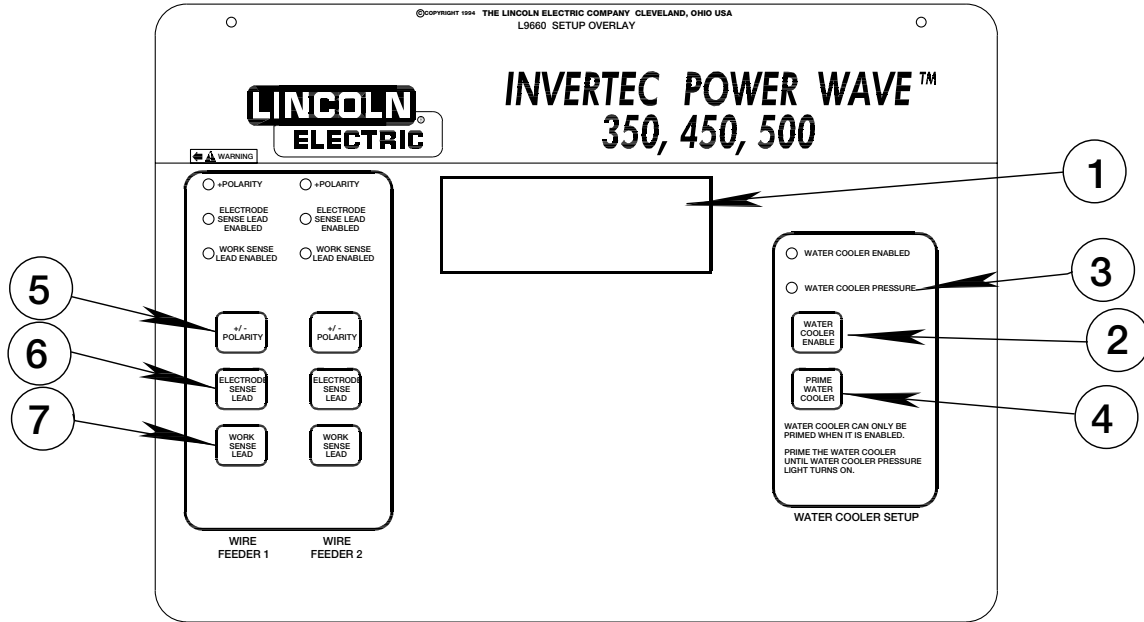 ©COPYRIGHT 1994 THE LINCOLN ELECTRIC COMPANY CLEVELAND, OHIO USA
L9660 SETUP OVERLAY
LINCOLN
®
ELECTRIC
INVERTEC POWER WAVE™
350, 450, 500
WARNING
+POLARITY
ELECTRODE
SENSE LEAD
ENABLED
WORK SENSE
LEAD ENABLED
+POLARITY
ELECTRODE
SENSE LEAD
ENABLED
WORK SENSE
LEAD ENABLED
+/ -
POLARITY
ELECTRODE
SENSE
LEAD
WORK
SENSE
LEAD
+/ -
POLARITY
ELECTRODE
SENSE
LEAD
WORK
SENSE
LEAD
WIRE
FEEDER 1
WIRE
FEEDER 2
WATER COOLER ENABLED
WATER COOLER PRESSURE
WATER
COOLER
ENABLE
PRIME
WATER
COOLER
WATER COOLER CAN ONLY BE
PRIMED WHEN IT IS ENABLED.
PRIME THE WATER COOLER
UNTIL WATER COOLER PRESSURE
LIGHT TURNS ON.
WATER COOLER SETUP
1
3
2
4
5
6
7